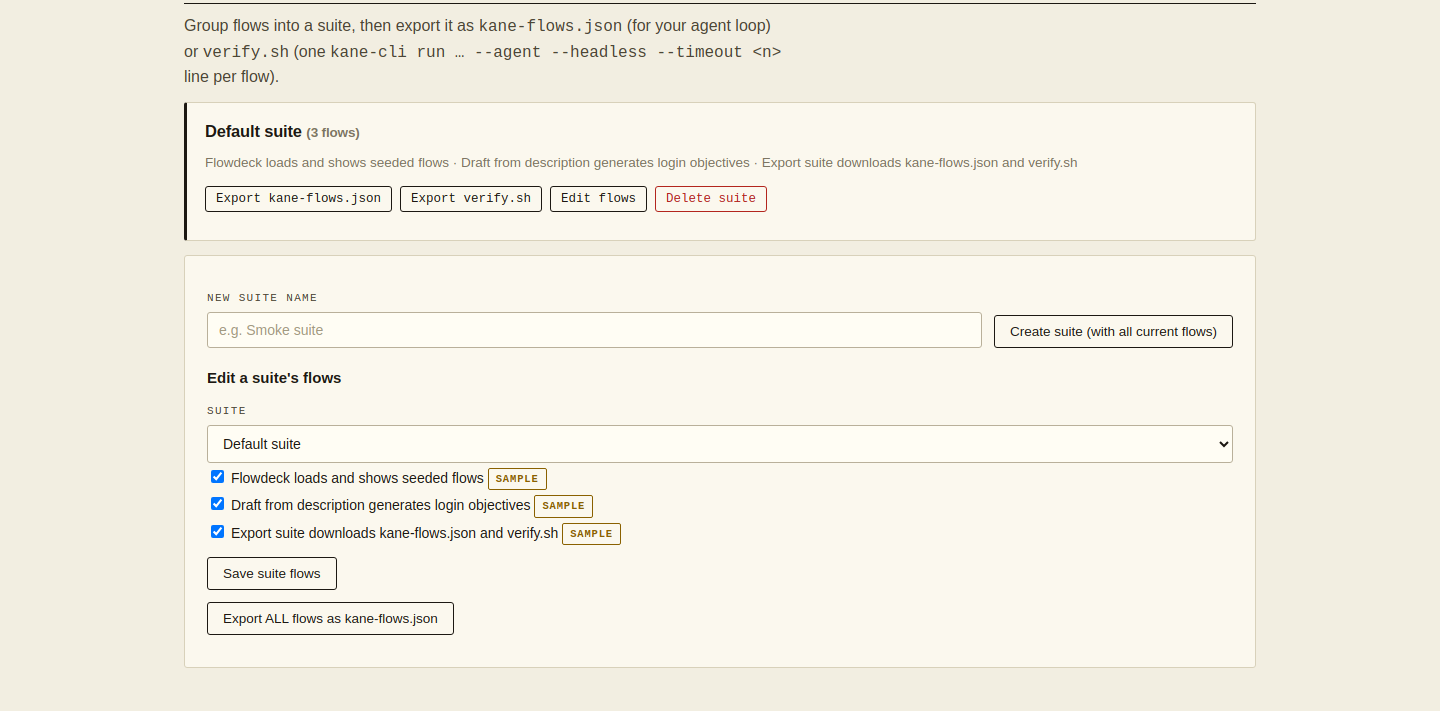 Group flows into a suite, then export it as kane-flows.json (for your agent loop)
or verify.sh (one kane-cli run … --agent --headless --timeout <n>
line per flow).
Default suite (3 flows)
Flowdeck loads and shows seeded flows · Draft from description generates login objectives · Export suite downloads kane-flows.json and verify.sh
Export kane-flows.json Export verify.sh Edit flows Delete suite
NEW SUITE NAME
e.g. Smoke suite Create suite (with all current flows)
Edit a suite's flows
SUITE
Default suite
Flowdeck loads and shows seeded flows SAMPLE
Draft from description generates login objectives SAMPLE
Export suite downloads kane-flows.json and verify.sh SAMPLE
Save suite flows
Export ALL flows as kane-flows.json